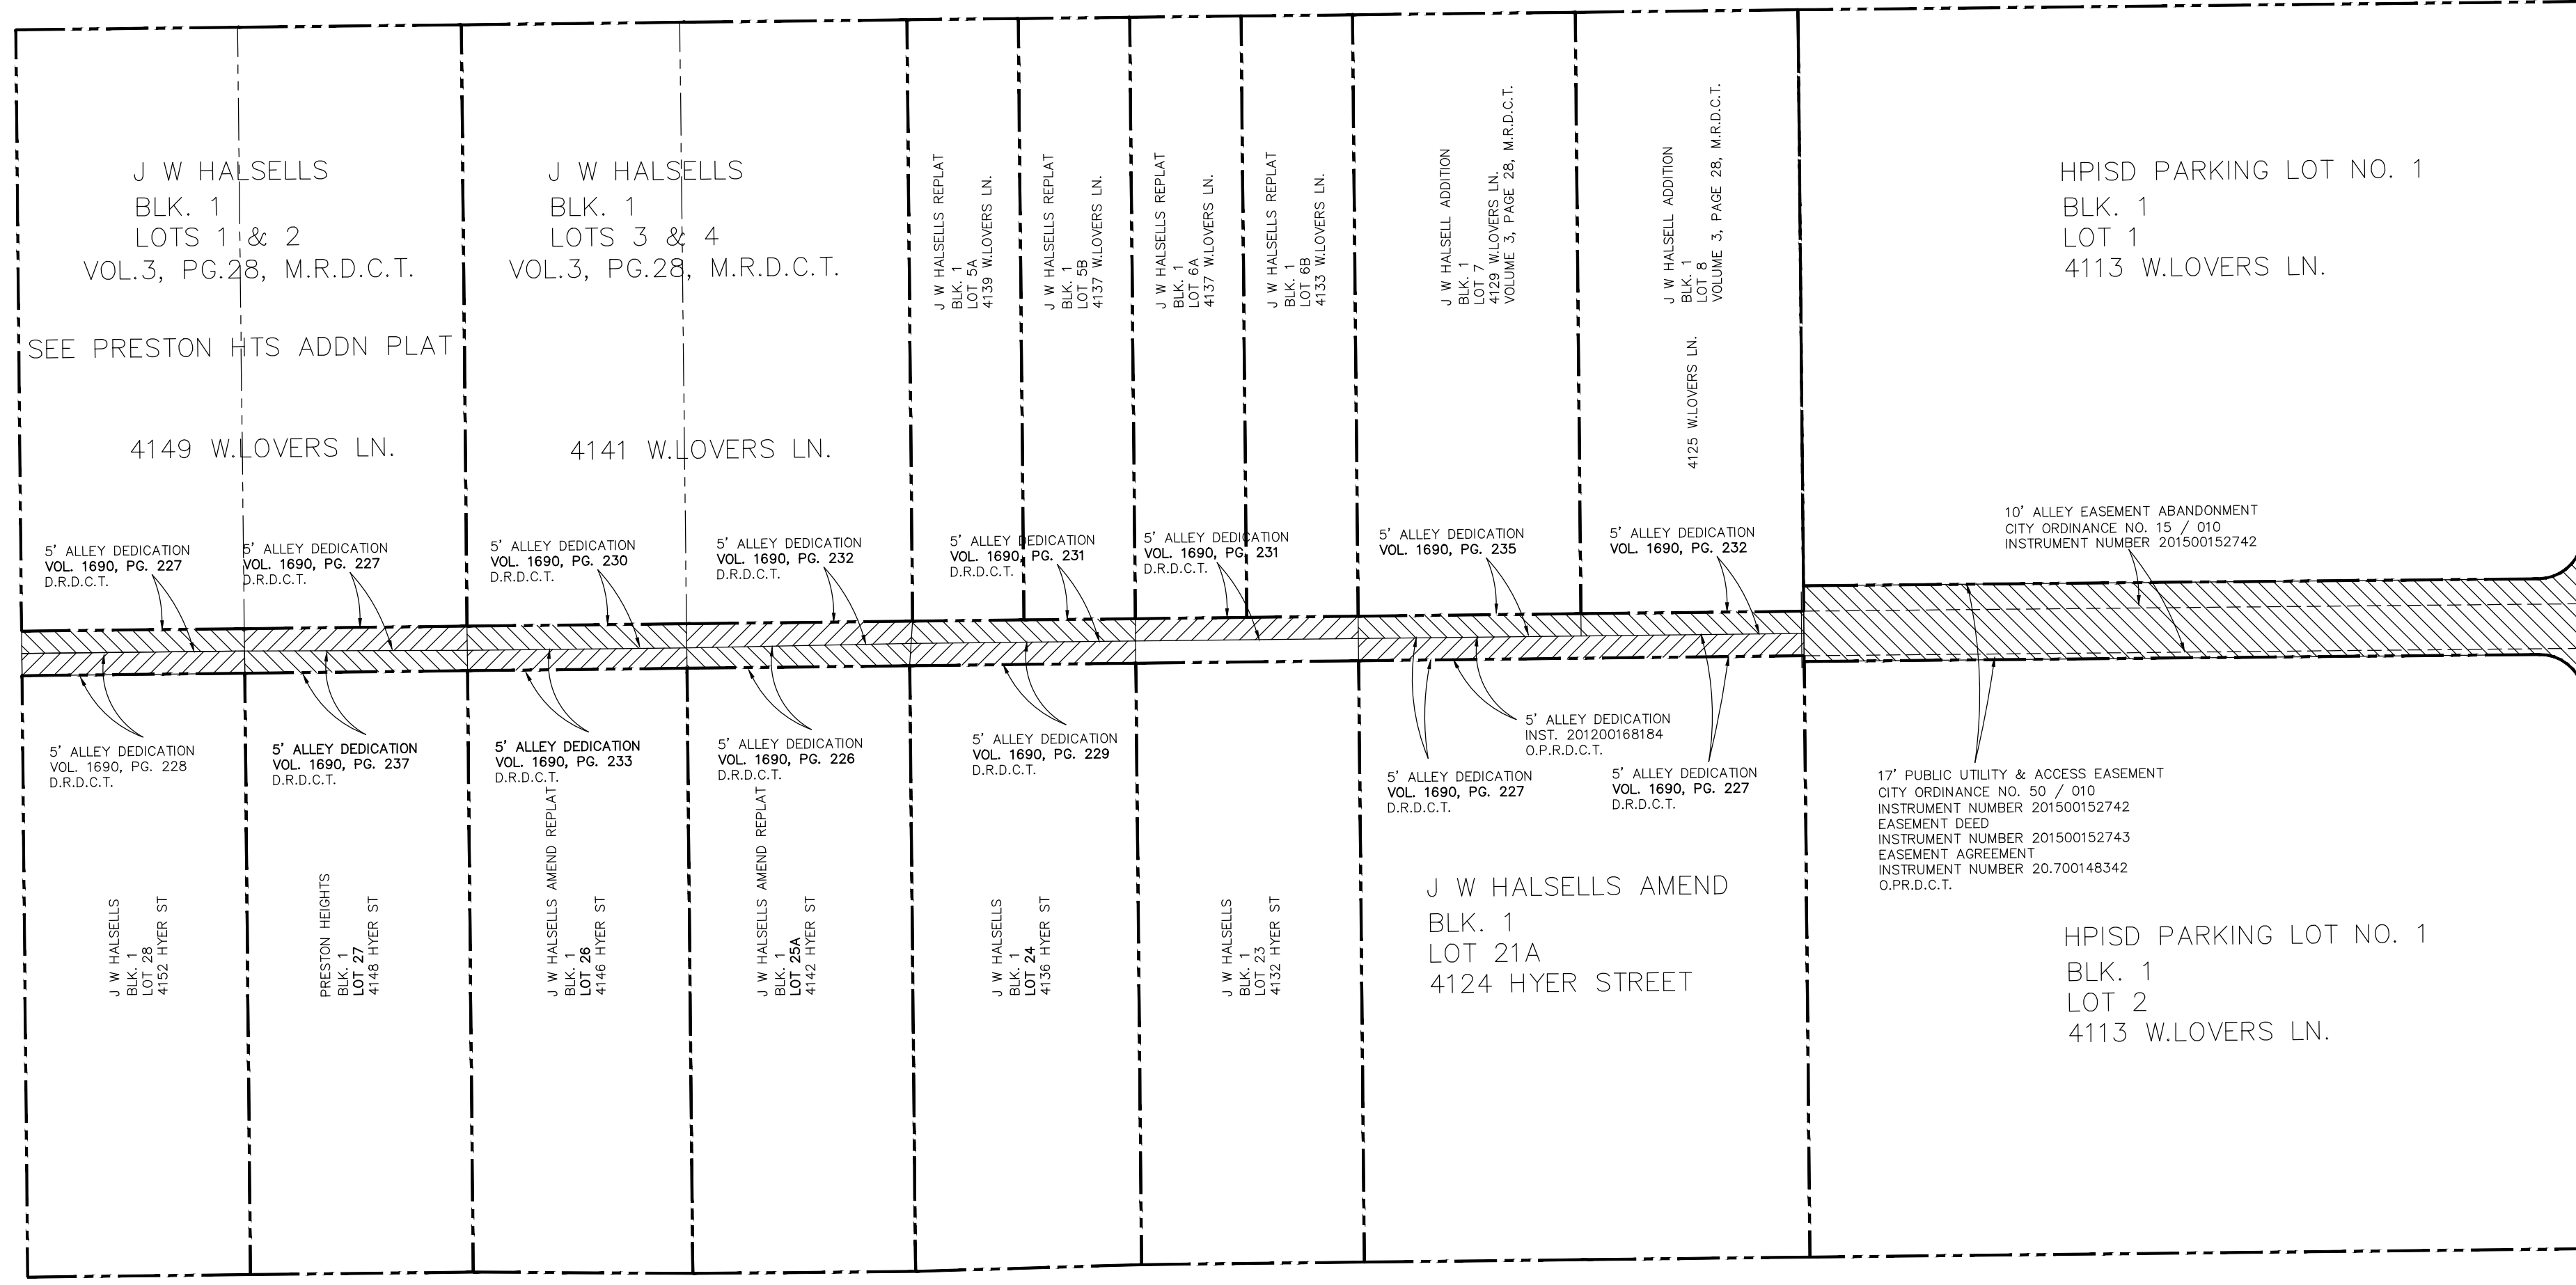 J W HALSELLS
BLK. 1
LOTS 1 & 2
VOL.3, PG.28, M.R.D.C.T.
SEE PRESTON HTS ADDN PLAT
4149 W.LOVERS LN.
J W HALSELLS
BLK. 1
LOTS 3 & 4
VOL.3, PG.28, M.R.D.C.T.
4141 W.LOVERS LN.
J W HALSELLS REPLAT
BLK. 1
LOT 5A
4139 W.LOVERS LN.
J W HALSELLS REPLAT
BLK. 1
LOT 5B
4137 W.LOVERS LN.
J W HALSELLS REPLAT
BLK. 1
LOT 6A
4137 W.LOVERS LN.
J W HALSELLS REPLAT
BLK. 1
LOT 6B
4133 W.LOVERS LN.
J W HALSELL ADDITION
BLK. 1
LOT 7
4129 W.LOVERS LN.
VOLUME 3, PAGE 28, M.R.D.C.T.
J W HALSELL ADDITION
BLK. 1
LOT 8
VOLUME 3, PAGE 28, M.R.D.C.T.
4125 W.LOVERS LN.
HPISD PARKING LOT NO. 1
BLK. 1
LOT 1
4113 W.LOVERS LN.
5' ALLEY DEDICATION
VOL. 1690, PG. 227
D.R.D.C.T.
5' ALLEY DEDICATION
VOL. 1690, PG. 227
D.R.D.C.T.
5' ALLEY DEDICATION
VOL. 1690, PG. 230
D.R.D.C.T.
5' ALLEY DEDICATION
VOL. 1690, PG. 232
D.R.D.C.T.
5' ALLEY DEDICATION
VOL. 1690, PG. 231
D.R.D.C.T.
5' ALLEY DEDICATION
VOL. 1690, PG. 231
D.R.D.C.T.
5' ALLEY DEDICATION
VOL. 1690, PG. 235
5' ALLEY DEDICATION
VOL. 1690, PG. 232
10' ALLEY EASEMENT ABANDONMENT
CITY ORDINANCE NO. 15 / 010
INSTRUMENT NUMBER 201500152742
5' ALLEY DEDICATION
VOL. 1690, PG. 228
D.R.D.C.T.
5' ALLEY DEDICATION
VOL. 1690, PG. 237
D.R.D.C.T.
5' ALLEY DEDICATION
VOL. 1690, PG. 233
D.R.D.C.T.
5' ALLEY DEDICATION
VOL. 1690, PG. 226
D.R.D.C.T.
5' ALLEY DEDICATION
VOL. 1690, PG. 229
D.R.D.C.T.
5' ALLEY DEDICATION
INST. 201200168184
O.P.R.D.C.T.
5' ALLEY DEDICATION
VOL. 1690, PG. 227
D.R.D.C.T.
5' ALLEY DEDICATION
VOL. 1690, PG. 227
D.R.D.C.T.
17' PUBLIC UTILITY & ACCESS EASEMENT
CITY ORDINANCE NO. 50 / 010
INSTRUMENT NUMBER 201500152742
EASEMENT DEED
INSTRUMENT NUMBER 201500152743
EASEMENT AGREEMENT
INSTRUMENT NUMBER 20.700148342
O.PR.D.C.T.
J W HALSELLS
BLK. 1
LOT 28
4152 HYER ST
PRESTON HEIGHTS
BLK. 1
LOT 27
4148 HYER ST
J W HALSELLS AMEND REPLAT
BLK. 1
LOT 26
4146 HYER ST
J W HALSELLS AMEND REPLAT
BLK. 1
LOT 25A
4142 HYER ST
J W HALSELLS
BLK. 1
LOT 24
4136 HYER ST
J W HALSELLS
BLK. 1
LOT 23
4132 HYER ST
J W HALSELLS AMEND
BLK. 1
LOT 21A
4124 HYER STREET
HPISD PARKING LOT NO. 1
BLK. 1
LOT 2
4113 W.LOVERS LN.